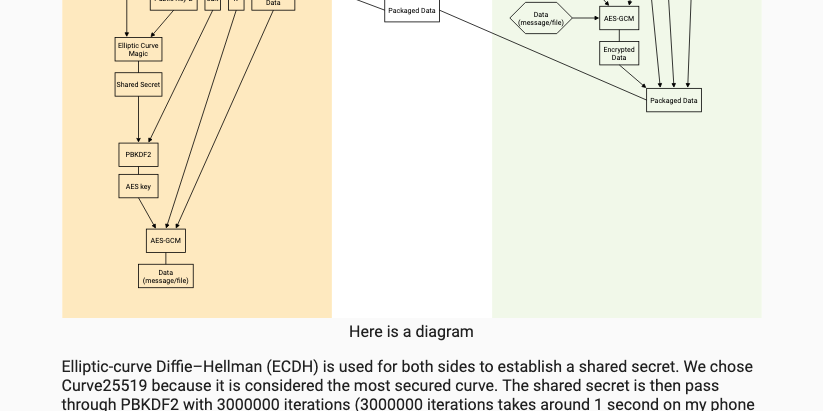 Data
Packaged Data
Data
(message/file)
AES-GCM
Elliptic Curve
Magic
Encrypted
Data
Shared Secret
Packaged Data
PBKDF2
AES key
AES-GCM
Data
(message/file)
Here is a diagram
Elliptic-curve Diffie–Hellman (ECDH) is used for both sides to establish a shared secret. We chose
Curve25519 because it is considered the most secured curve. The shared secret is then pass
through PBKDF2 with 3000000 iterations (3000000 iterations takes around 1 second on my phone